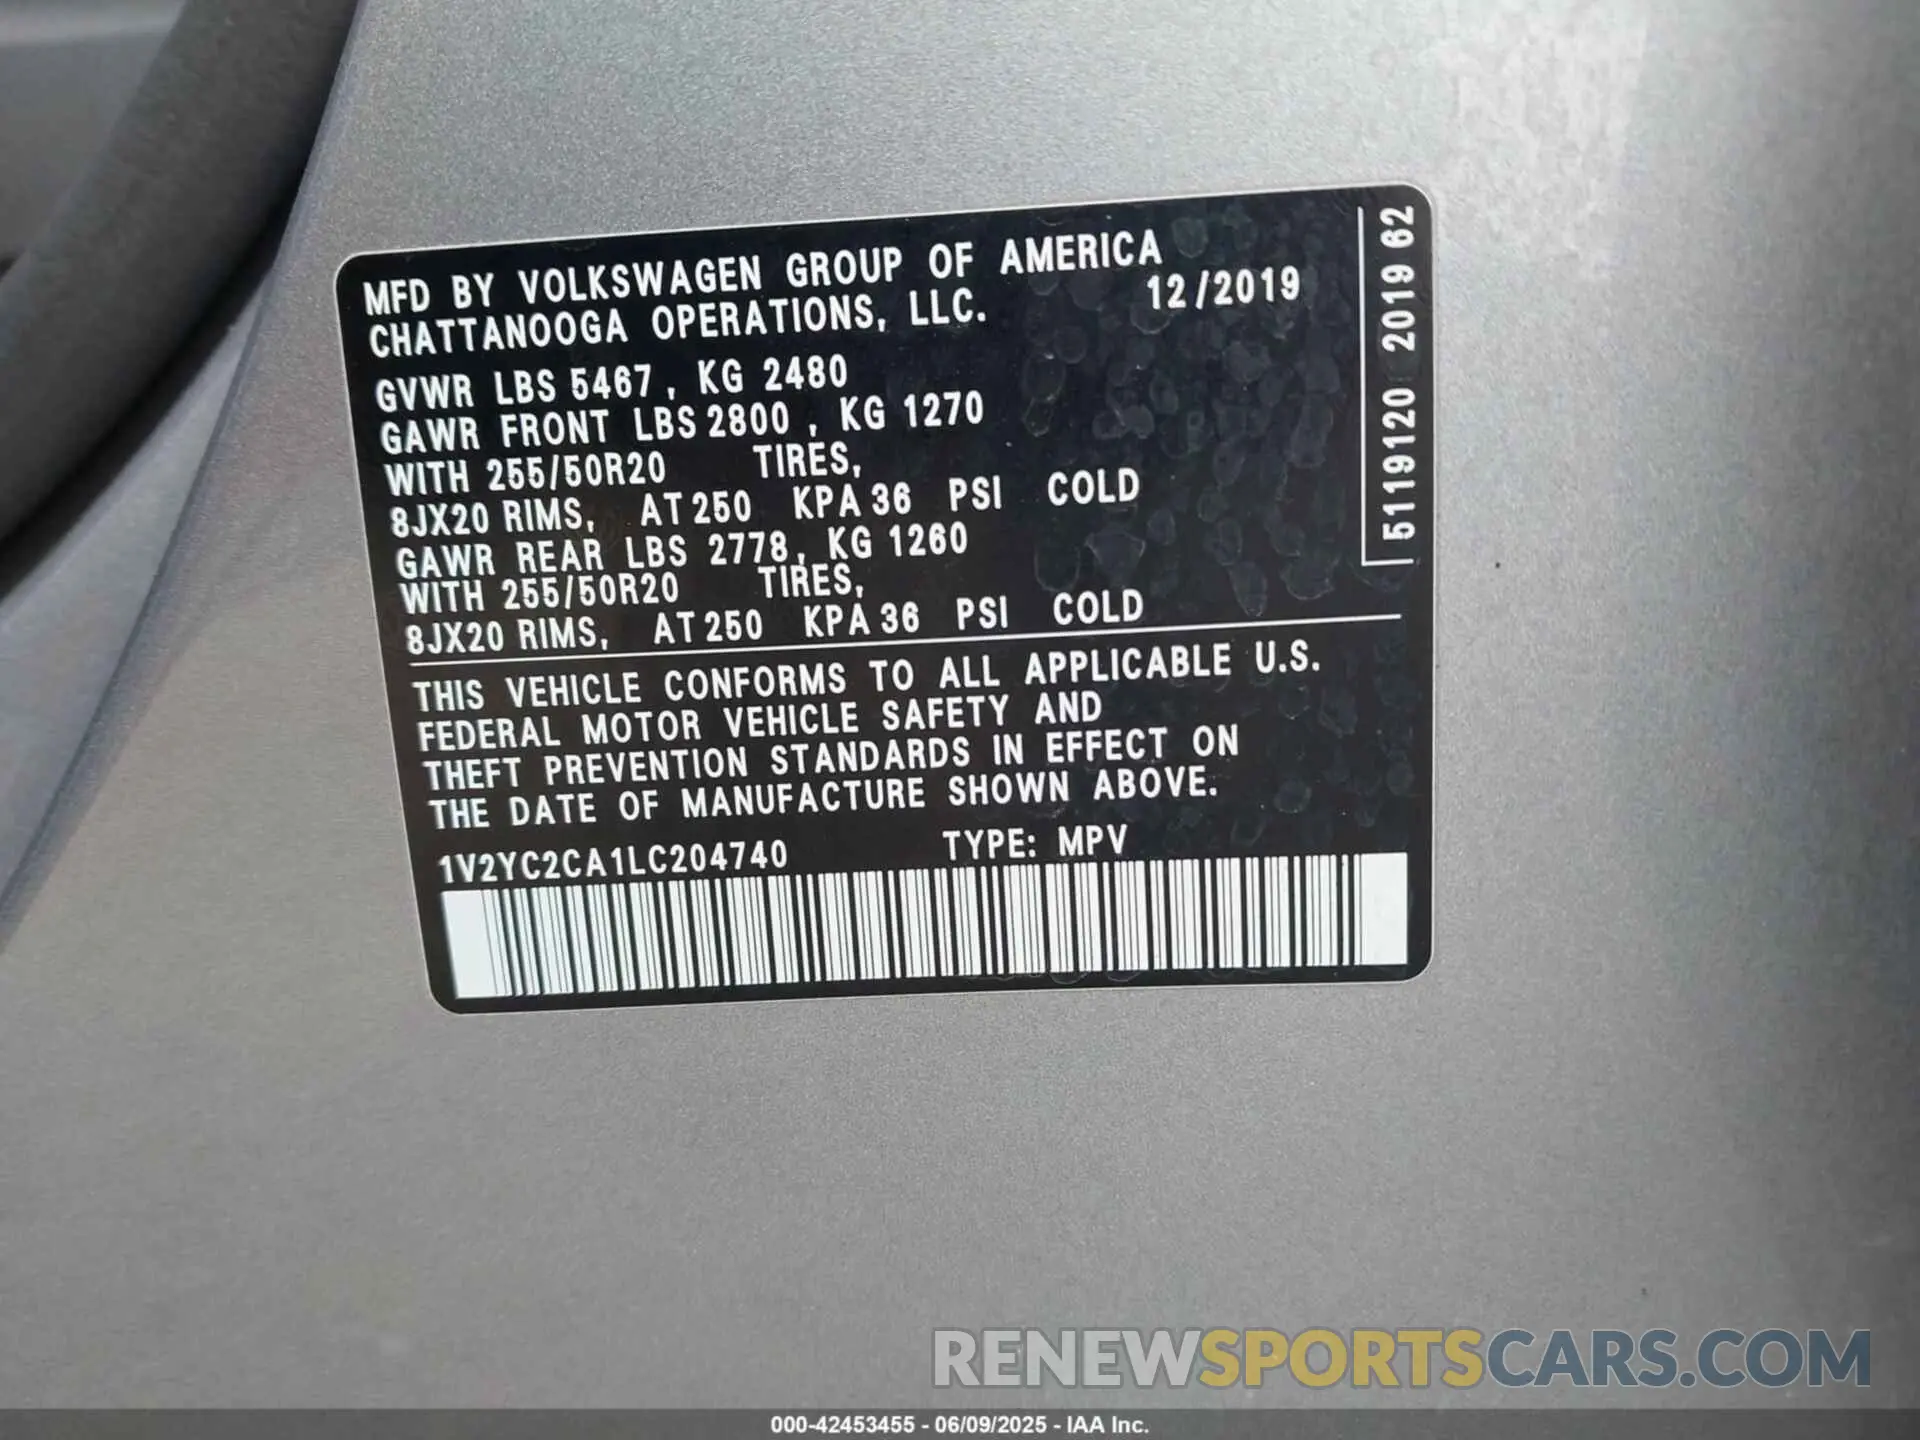 MFD BY VOLKSWAGEN GROUP OF AMERICA
CHATTANOOGA OPERATIONS, LLC. 12/2019
GVWR LBS 5467, KG 2480
GAWR FRONT LBS 2800, KG 1270
WITH 255/50R20 TIRES,
8JX20 RIMS, AT 250 KPA 36 PSI COLD
GAWR REAR LBS 2778, KG 1260
WITH 255/50R20 TIRES,
8JX20 RIMS, AT 250 KPA 36 PSI COLD
THIS VEHICLE CONFORMS TO ALL APPLICABLE U.S.
FEDERAL MOTOR VEHICLE SAFETY AND
THEFT PREVENTION STANDARDS IN EFFECT ON
THE DATE OF MANUFACTURE SHOWN ABOVE.
1V2YC2CA1LC204740 TYPE: MPV
5119120 2019 62
RENEWSPORTSCARS.COM
000-42453455 - 06/09/2025 - IAA Inc.